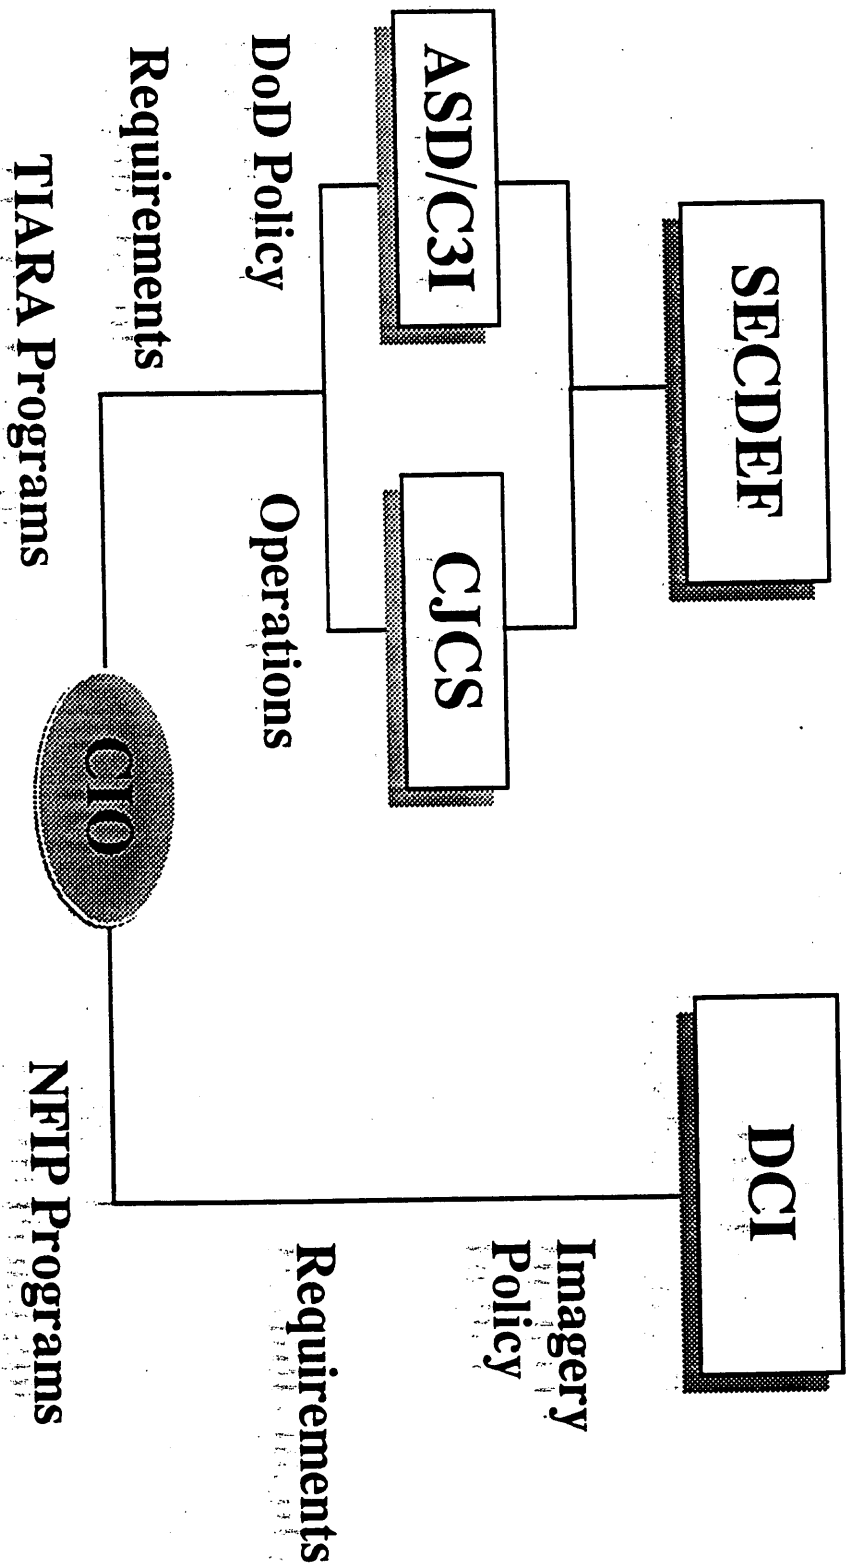 SECDEF
DCI
ASD/C3I
CJCS
Imagery
Policy
DoD Policy
Operations
Requirements
Requirements
CIO
TIARA Programs
NFIP Programs